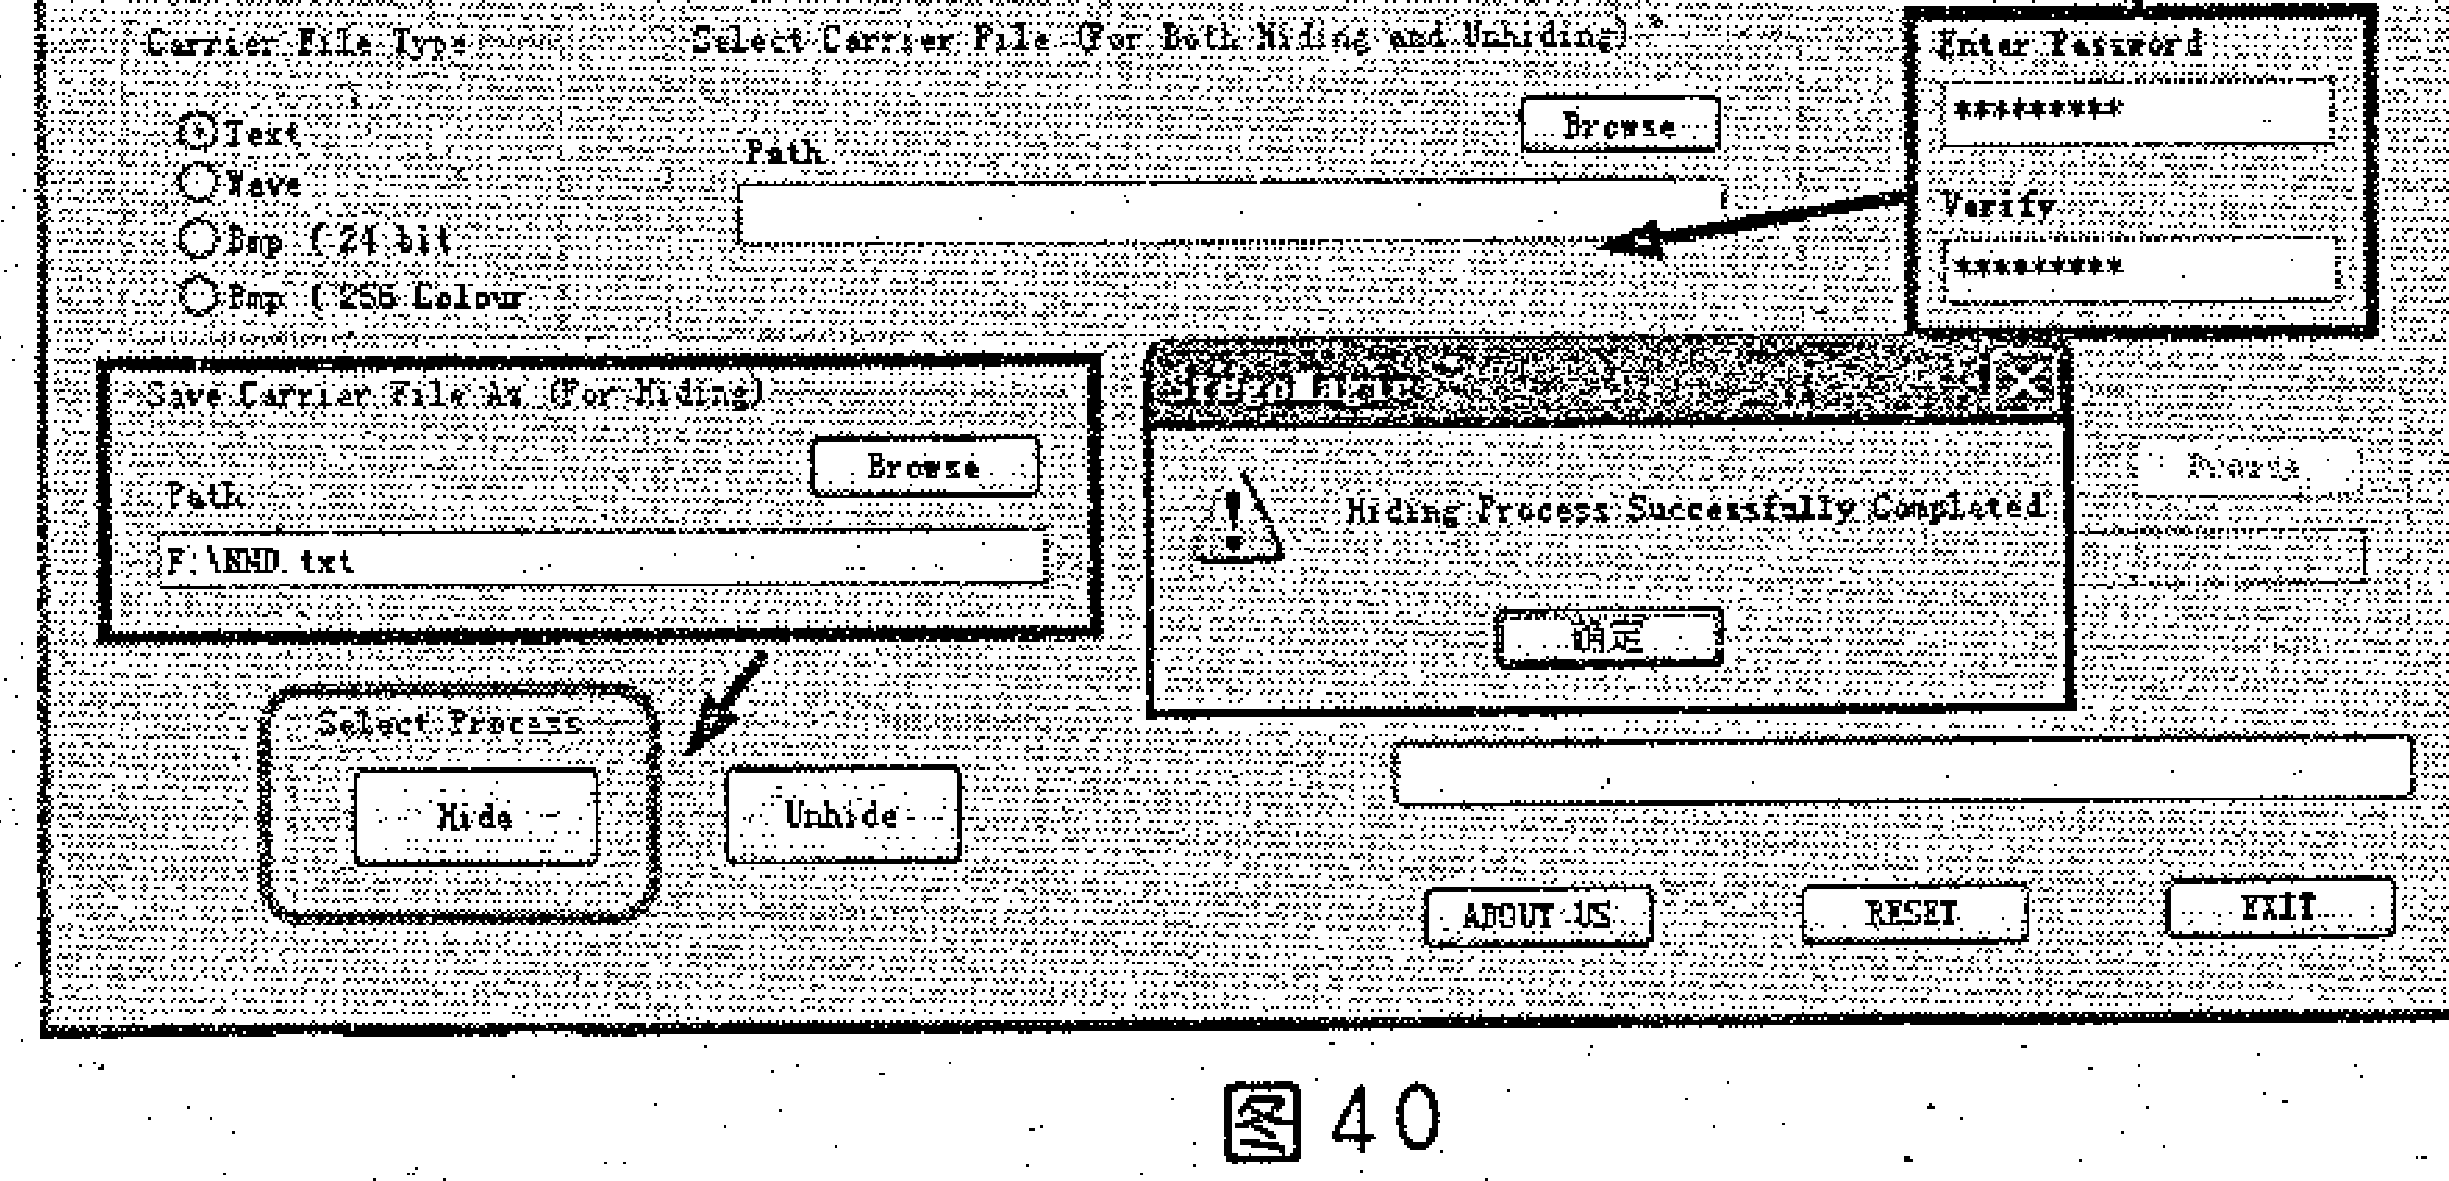 Carrier File Type
Select Carrier File (For Both Hiding and Unhiding)
Enter Password
*********
Text
Browse
Path
Wave
Verify
Bmp ( 24 bit
*********
Bmp ( 256 Colour
Save Carrier File As (For Hiding)
Browse
Path
Hiding Process Successfully Completed
F:\NMD.txt
确定
Select Process
Hide
Unhide
ABOUT US
RESET
EXIT
图40